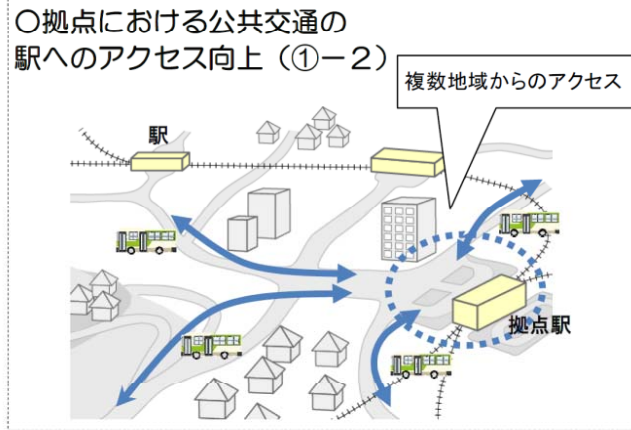 〇拠点における公共交通の
駅へのアクセス向上（①－2）
複数地域からのアクセス
駅
拠点駅